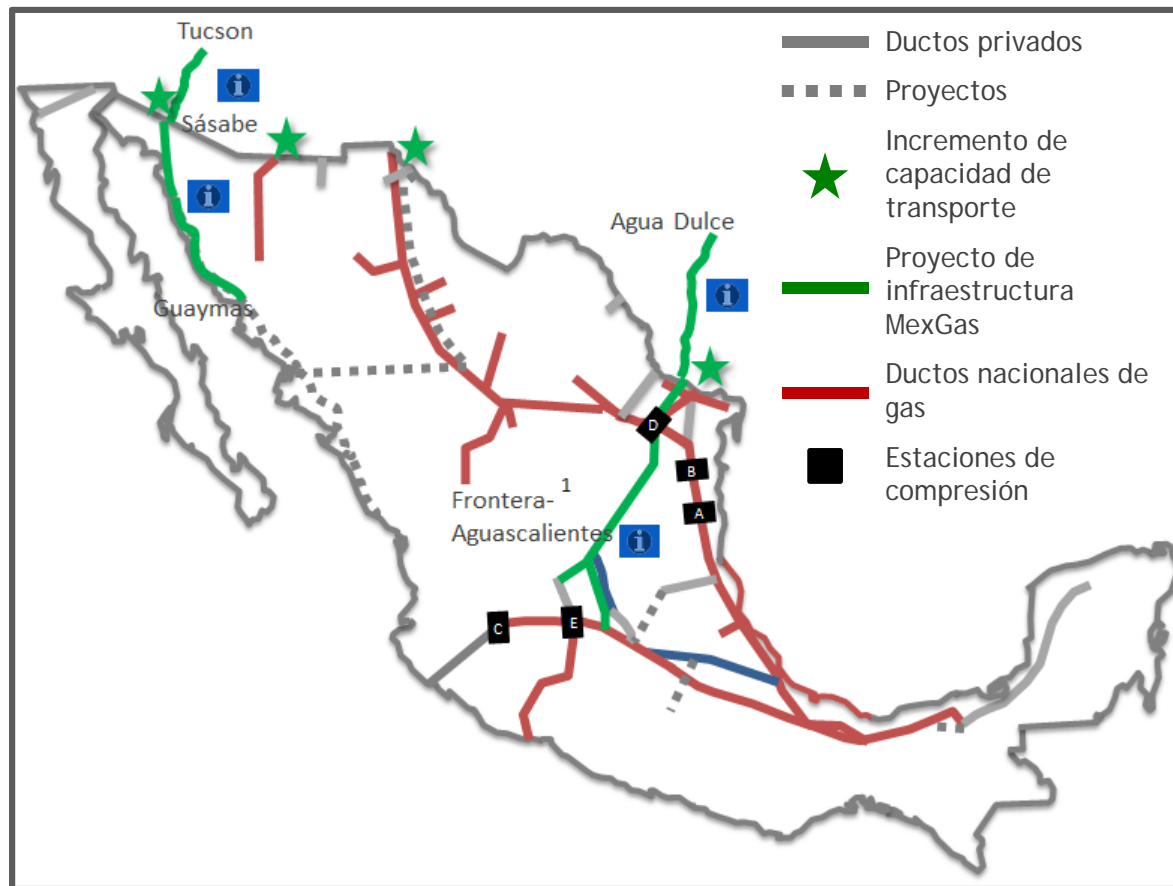 Tucson
Sásabe
Guaymas
Agua Dulce
D
B
A
Frontera- 1
Aguascalientes
C
E
Ductos privados
Proyectos
Incremento de
capacidad de
transporte
Proyecto de
infraestructura
MexGas
Ductos nacionales de
gas
Estaciones de
compresión
i
i
i
i